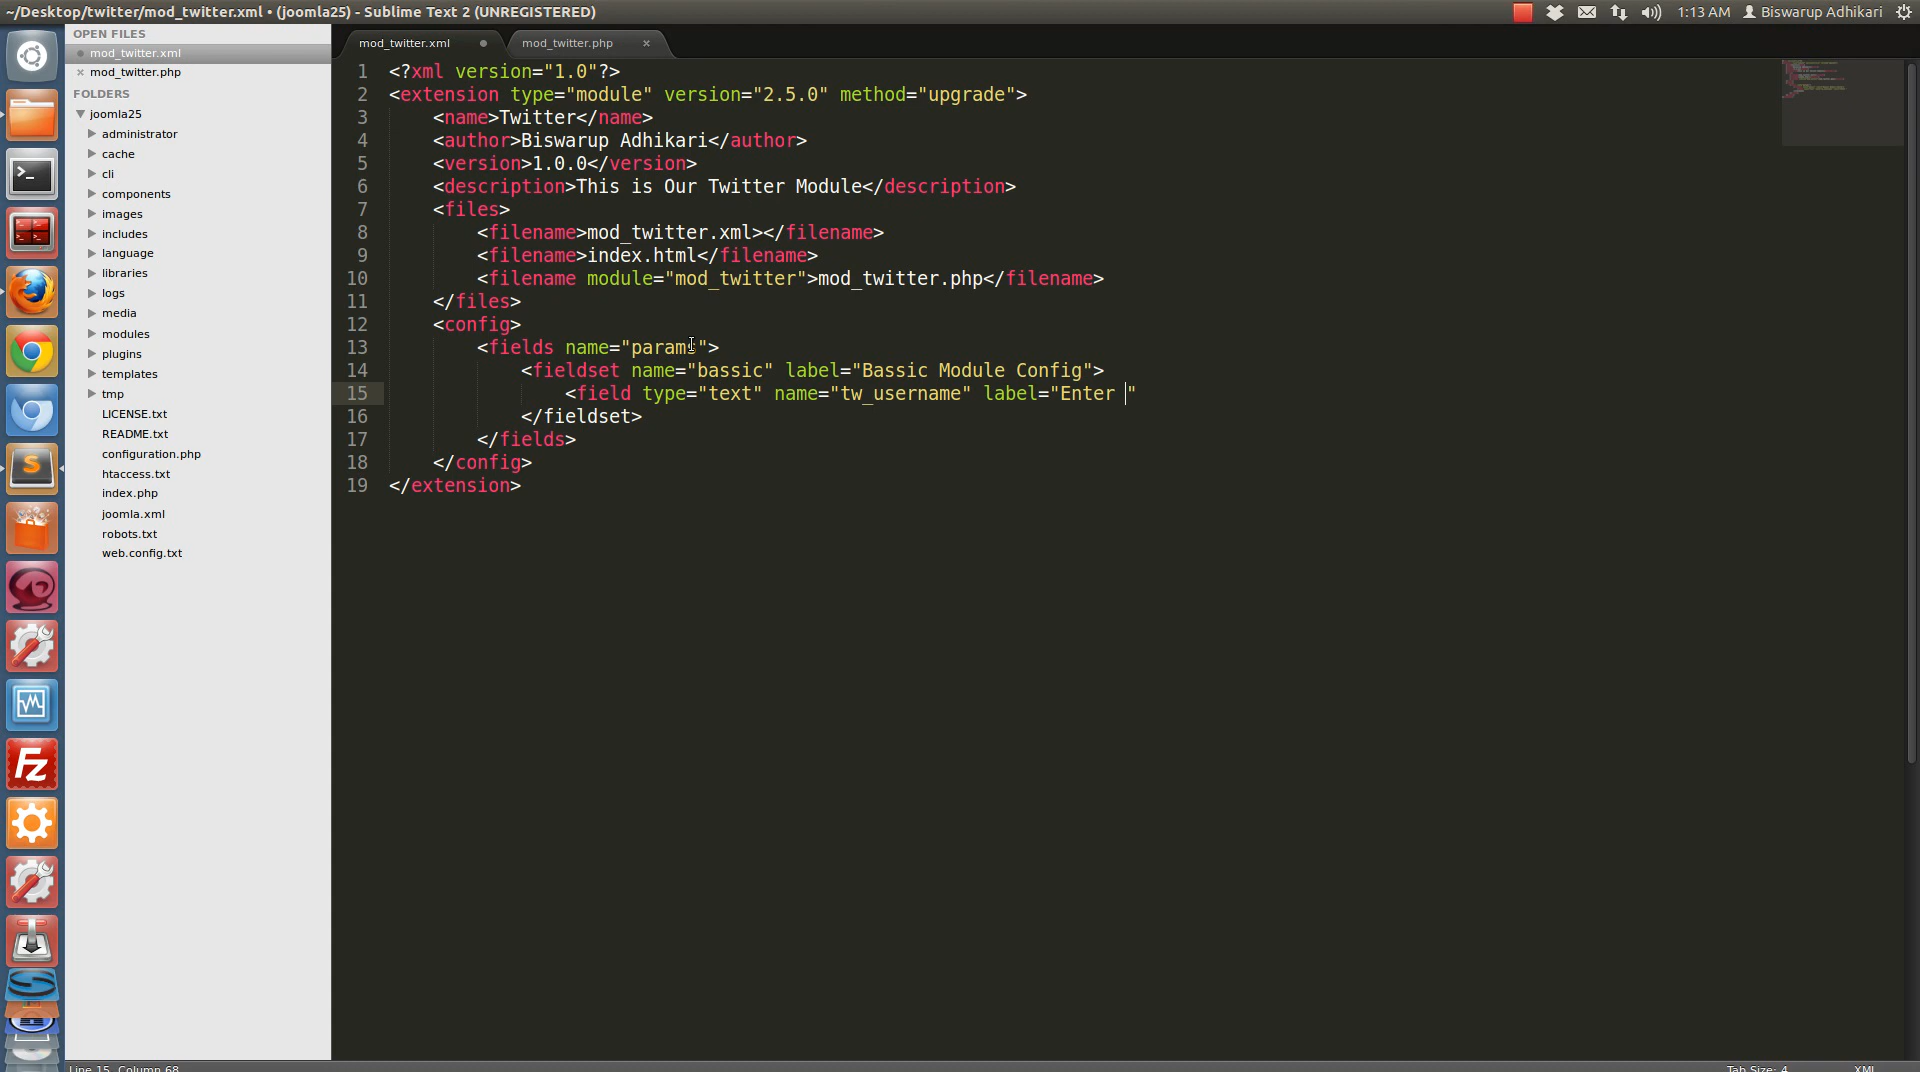 ~/Desktop/twitter/mod_twitter.xml • (joomla25) - Sublime Text 2 (UNREGISTERED)
1:13 AM Biswarup Adhikari
OPEN FILES
mod_twitter.xml
mod_twitter.php
FOLDERS
joomla25
administrator
cache
cli
components
images
includes
language
libraries
logs
media
modules
plugins
templates
tmp
LICENSE.txt
README.txt
configuration.php
htaccess.txt
index.php
joomla.xml
robots.txt
web.config.txt
mod_twitter.xml mod_twitter.php
1 <?xml version="1.0"?>
2 <extension type="module" version="2.5.0" method="upgrade">
3 <name>Twitter</name>
4 <author>Biswarup Adhikari</author>
5 <version>1.0.0</version>
6 <description>This is Our Twitter Module</description>
7 <files>
8 <filename>mod_twitter.xml></filename>
9 <filename>index.html</filename>
10 <filename module="mod_twitter">mod_twitter.php</filename>
11 </files>
12 <config>
13 <fields name="params">
14 <fieldset name="bassic" label="Bassic Module Config">
15 <field type="text" name="tw_username" label="Enter "
16 </fieldset>
17 </fields>
18 </config>
19 </extension>
Line 15, Column 68
Tab Size: 4 XML